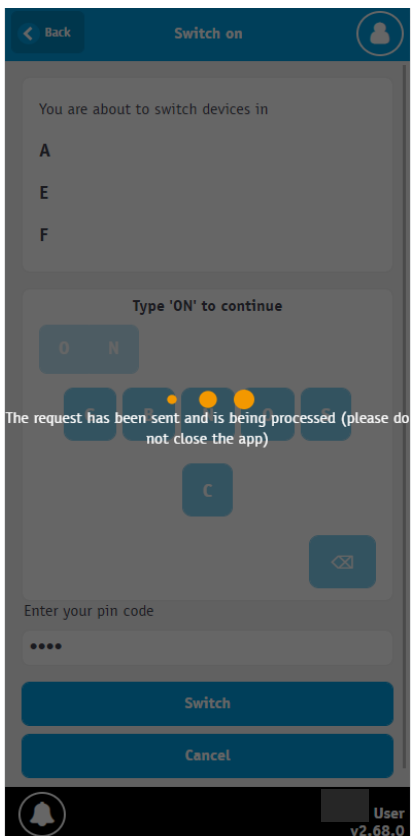 Back
Switch on
You are about to switch devices in
A
E
F
Type 'ON' to continue
O N
The request has been sent and is being processed (please do
not close the app)
C
Enter your pin code
••••
Switch
Cancel
User
v2.68.0